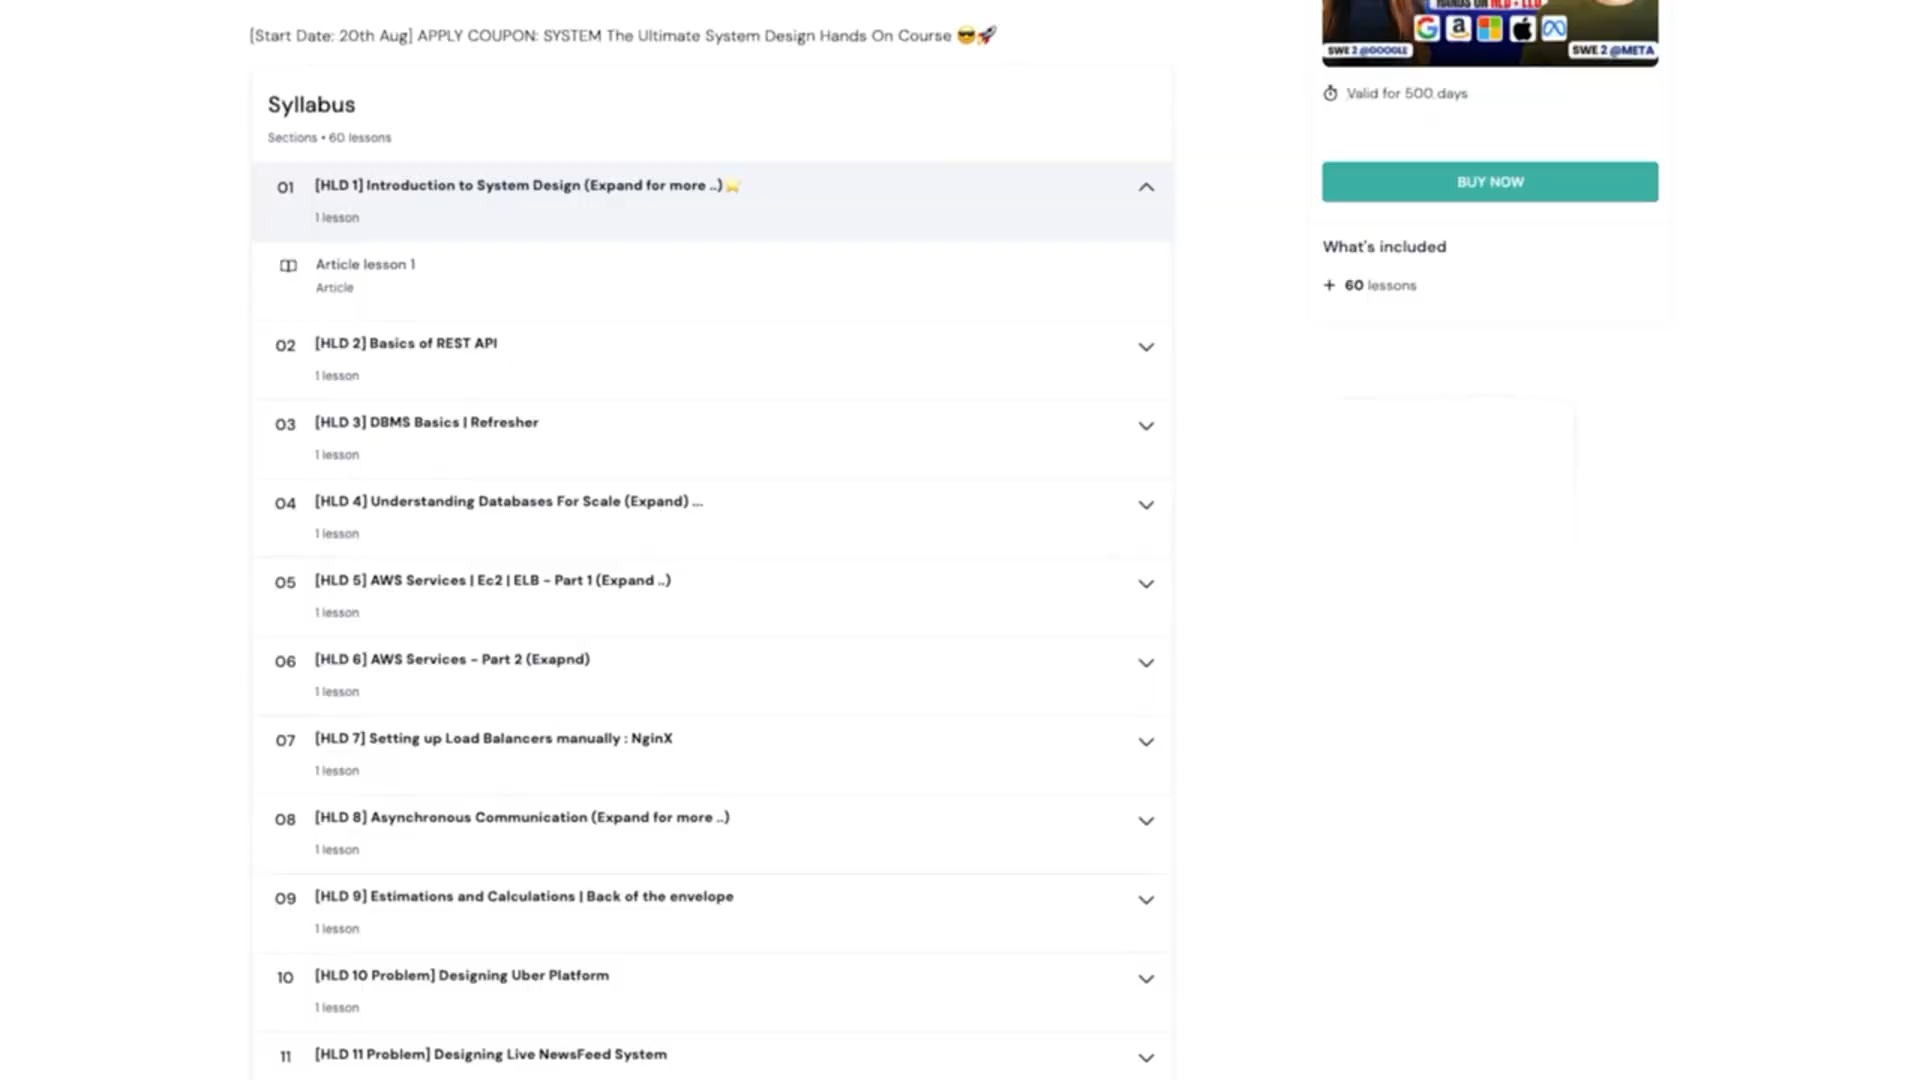 [Start Date: 20th Aug] APPLY COUPON: SYSTEM The Ultimate System Design Hands On Course 😎🚀
Syllabus
Sections • 60 lessons
01 [HLD 1] Introduction to System Design (Expand for more ..)⭐
1 lesson
Article lesson 1
Article
02 [HLD 2] Basics of REST API
1 lesson
03 [HLD 3] DBMS Basics | Refresher
1 lesson
04 [HLD 4] Understanding Databases For Scale (Expand) ...
1 lesson
05 [HLD 5] AWS Services | Ec2 | ELB - Part 1 (Expand ..)
1 lesson
06 [HLD 6] AWS Services - Part 2 (Exapnd)
1 lesson
07 [HLD 7] Setting up Load Balancers manually : NginX
1 lesson
08 [HLD 8] Asynchronous Communication (Expand for more ..)
1 lesson
09 [HLD 9] Estimations and Calculations | Back of the envelope
1 lesson
10 [HLD 10 Problem] Designing Uber Platform
1 lesson
11 [HLD 11 Problem] Designing Live NewsFeed System
HANDS ON HLD + LLD
SWE 2 @GOOGLE
SWE 2 @META
Valid for 500 days
BUY NOW
What's included
+ 60 lessons